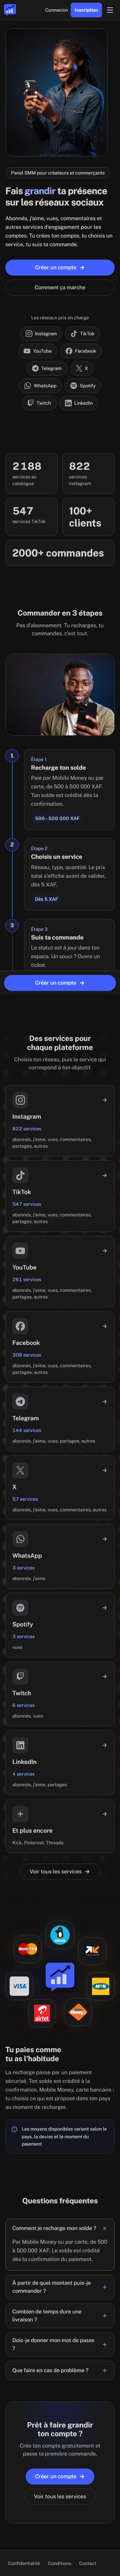 Connexion
Inscription
Panel SMM pour créateurs et commerçants
Fais grandir ta présence
sur les réseaux sociaux
Abonnés, j'aime, vues, commentaires et
autres services d'engagement pour tes
comptes. Tu crées ton compte, tu choisis un
service, tu suis ta commande.
Créer un compte →
Comment ça marche
Les réseaux pris en charge
Instagram
TikTok
YouTube
Facebook
Telegram
X
WhatsApp
Spotify
Twitch
LinkedIn
2188
services au
catalogue
822
services
Instagram
547
services TikTok
100+
clients
2000+ commandes
Commander en 3 étapes
Pas d'abonnement. Tu recharges, tu
commandes, c'est tout.
1
Étape 1
Recharge ton solde
Paie par Mobile Money ou par
carte, de 500 à 500 000 XAF.
Ton solde est crédité dès la
confirmation.
500 – 500 000 XAF
2
Étape 2
Choisis un service
Réseau, type, quantité. Le prix
total s'affiche avant de valider,
dès 5 XAF.
Dès 5 XAF
3
Étape 3
Suis ta commande
Le statut est à jour dans ton
espace. Un souci ? Ouvre un
ticket.
Créer un compte →
Des services pour
chaque plateforme
Choisis ton réseau, puis le service qui
correspond à ton objectif.
Instagram
822 services
abonnés, j'aime, vues, commentaires,
partages, autres
TikTok
547 services
abonnés, j'aime, vues, commentaires,
partages, autres
YouTube
261 services
abonnés, j'aime, vues, commentaires,
partages, autres
Facebook
308 services
abonnés, j'aime, vues, commentaires,
partages, autres
Telegram
144 services
abonnés, j'aime, vues, partages, autres
X
57 services
abonnés, j'aime, vues, commentaires, autres
WhatsApp
3 services
abonnés, j'aime
Spotify
3 services
vues
Twitch
6 services
abonnés, vues
LinkedIn
4 services
abonnés, j'aime, partages
Et plus encore
Kick, Pinterest, Threads
Voir tous les services →
MasterCard
VISA
MTN
airtel
Money
Tu paies comme
tu as l'habitude
La recharge passe par un paiement
sécurisé. Ton solde est crédité à la
confirmation. Mobile Money, carte bancaire :
tu choisis ce qui est proposé dans ton pays
au moment de recharger.
Les moyens disponibles varient selon le
pays, la devise et le moment du
paiement
Questions fréquentes
Comment je recharge mon solde ?
Par Mobile Money ou par carte, de 500
à 500 000 XAF. Le solde est crédité
dès la confirmation du paiement.
À partir de quel montant puis-je
commander ?
Combien de temps dure une
livraison ?
Dois-je donner mon mot de passe
?
Que faire en cas de problème ?
Prêt à faire grandir
ton compte ?
Crée ton compte gratuitement et
passe ta première commande.
Créer un compte →
Voir tous les services
Confidentialité
Conditions
Contact